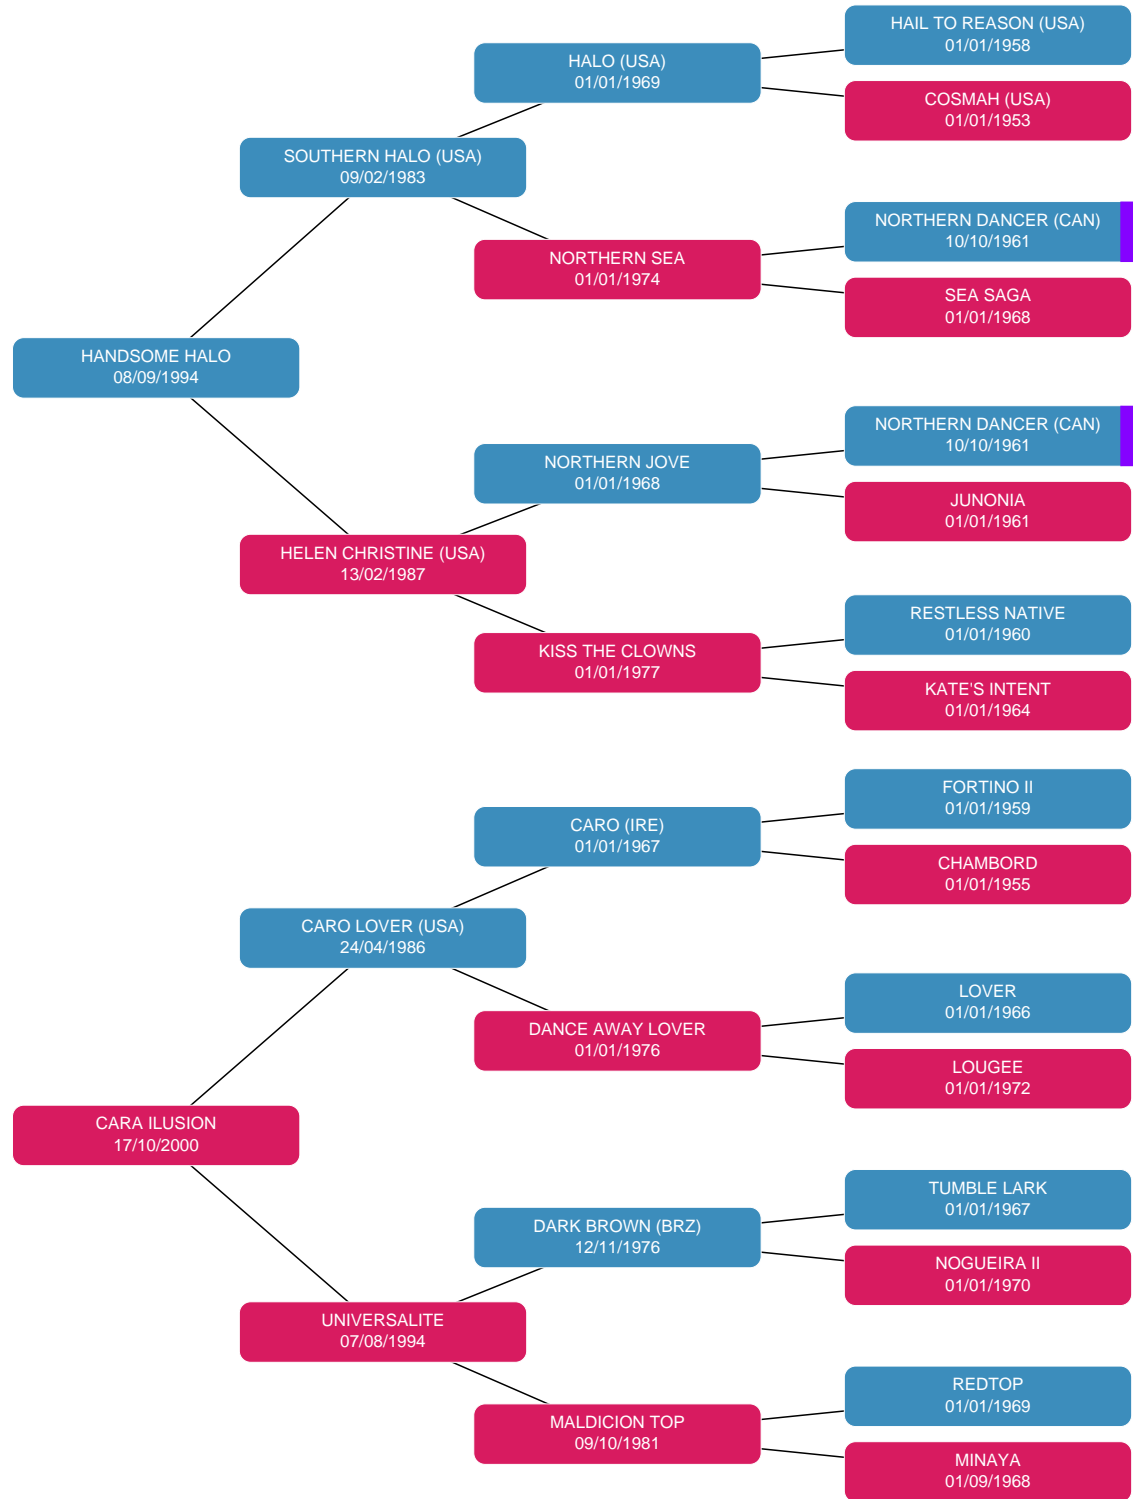 HAIL TO REASON (USA)
01/01/1958
HALO (USA)
01/01/1969
COSMAH (USA)
01/01/1953
SOUTHERN HALO (USA)
09/02/1983
NORTHERN DANCER (CAN)
10/10/1961
NORTHERN SEA
01/01/1974
SEA SAGA
01/01/1968
HANDSOME HALO
08/09/1994
NORTHERN DANCER (CAN)
10/10/1961
NORTHERN JOVE
01/01/1968
JUNONIA
01/01/1961
HELEN CHRISTINE (USA)
13/02/1987
RESTLESS NATIVE
01/01/1960
KISS THE CLOWNS
01/01/1977
KATE'S INTENT
01/01/1964
FORTINO II
01/01/1959
CARO (IRE)
01/01/1967
CHAMBORD
01/01/1955
CARO LOVER (USA)
24/04/1986
LOVER
01/01/1966
DANCE AWAY LOVER
01/01/1976
LOUGEE
01/01/1972
CARA ILUSION
17/10/2000
TUMBLE LARK
01/01/1967
DARK BROWN (BRZ)
12/11/1976
NOGUEIRA II
01/01/1970
UNIVERSALITE
07/08/1994
REDTOP
01/01/1969
MALDICION TOP
09/10/1981
MINAYA
01/09/1968